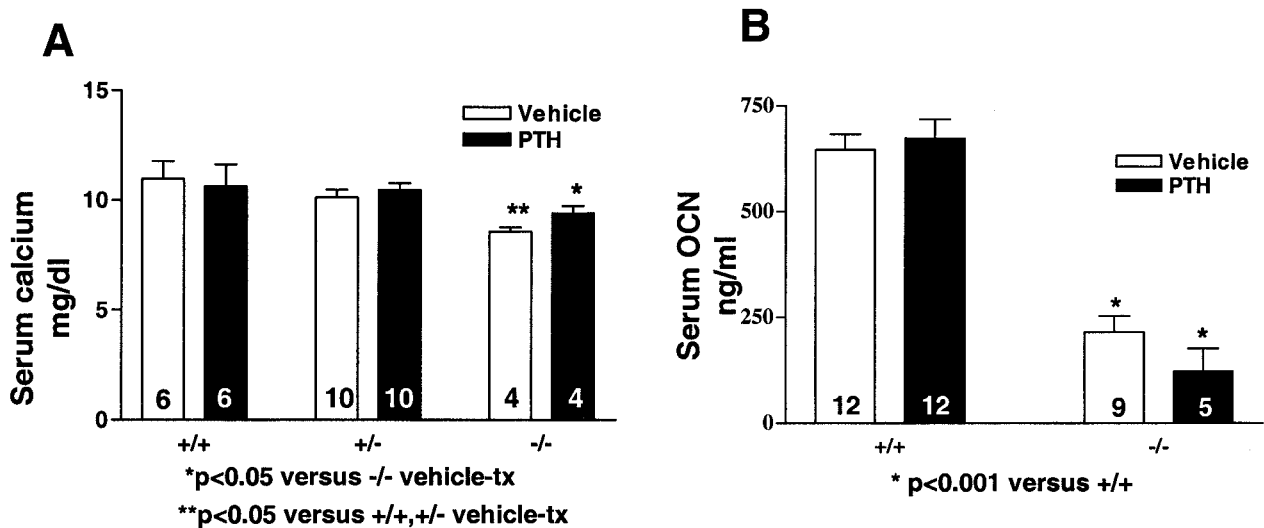 A
Serum calcium
mg/dl
15
10
5
0
Vehicle
PTH
**
*
6
6
10
10
4
4
+/+
+/-
-/-
*p<0.05 versus -/- vehicle-tx
**p<0.05 versus +/+,+/- vehicle-tx
B
Serum OCN
ng/ml
750
500
250
0
Vehicle
PTH
*
*
12
12
9
5
+/+
-/-
* p<0.001 versus +/+